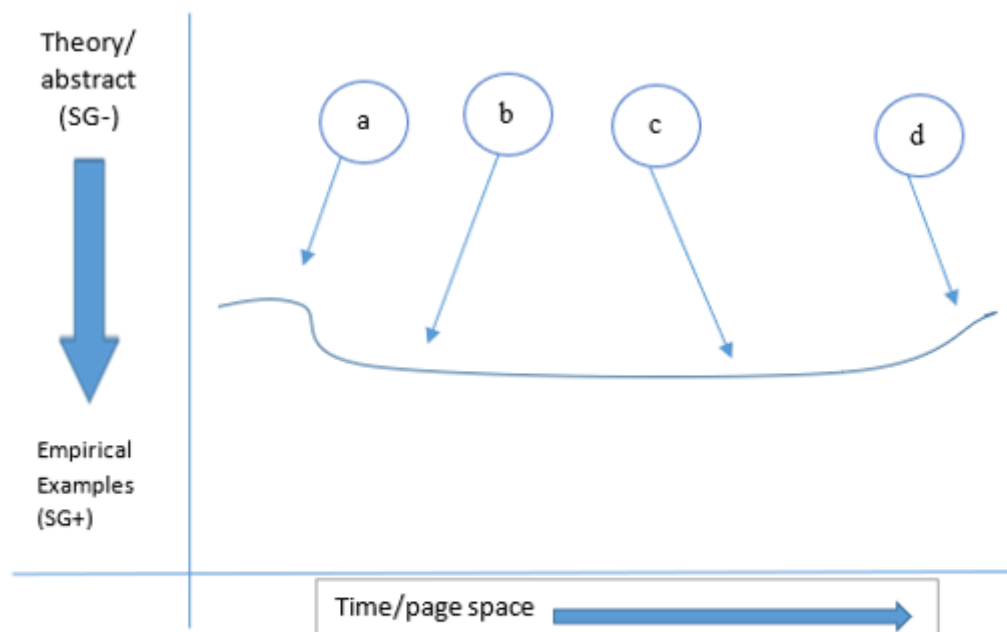 Theory/
abstract
(SG-)
a
b
c
d
Empirical
Examples
(SG+)
Time/page space